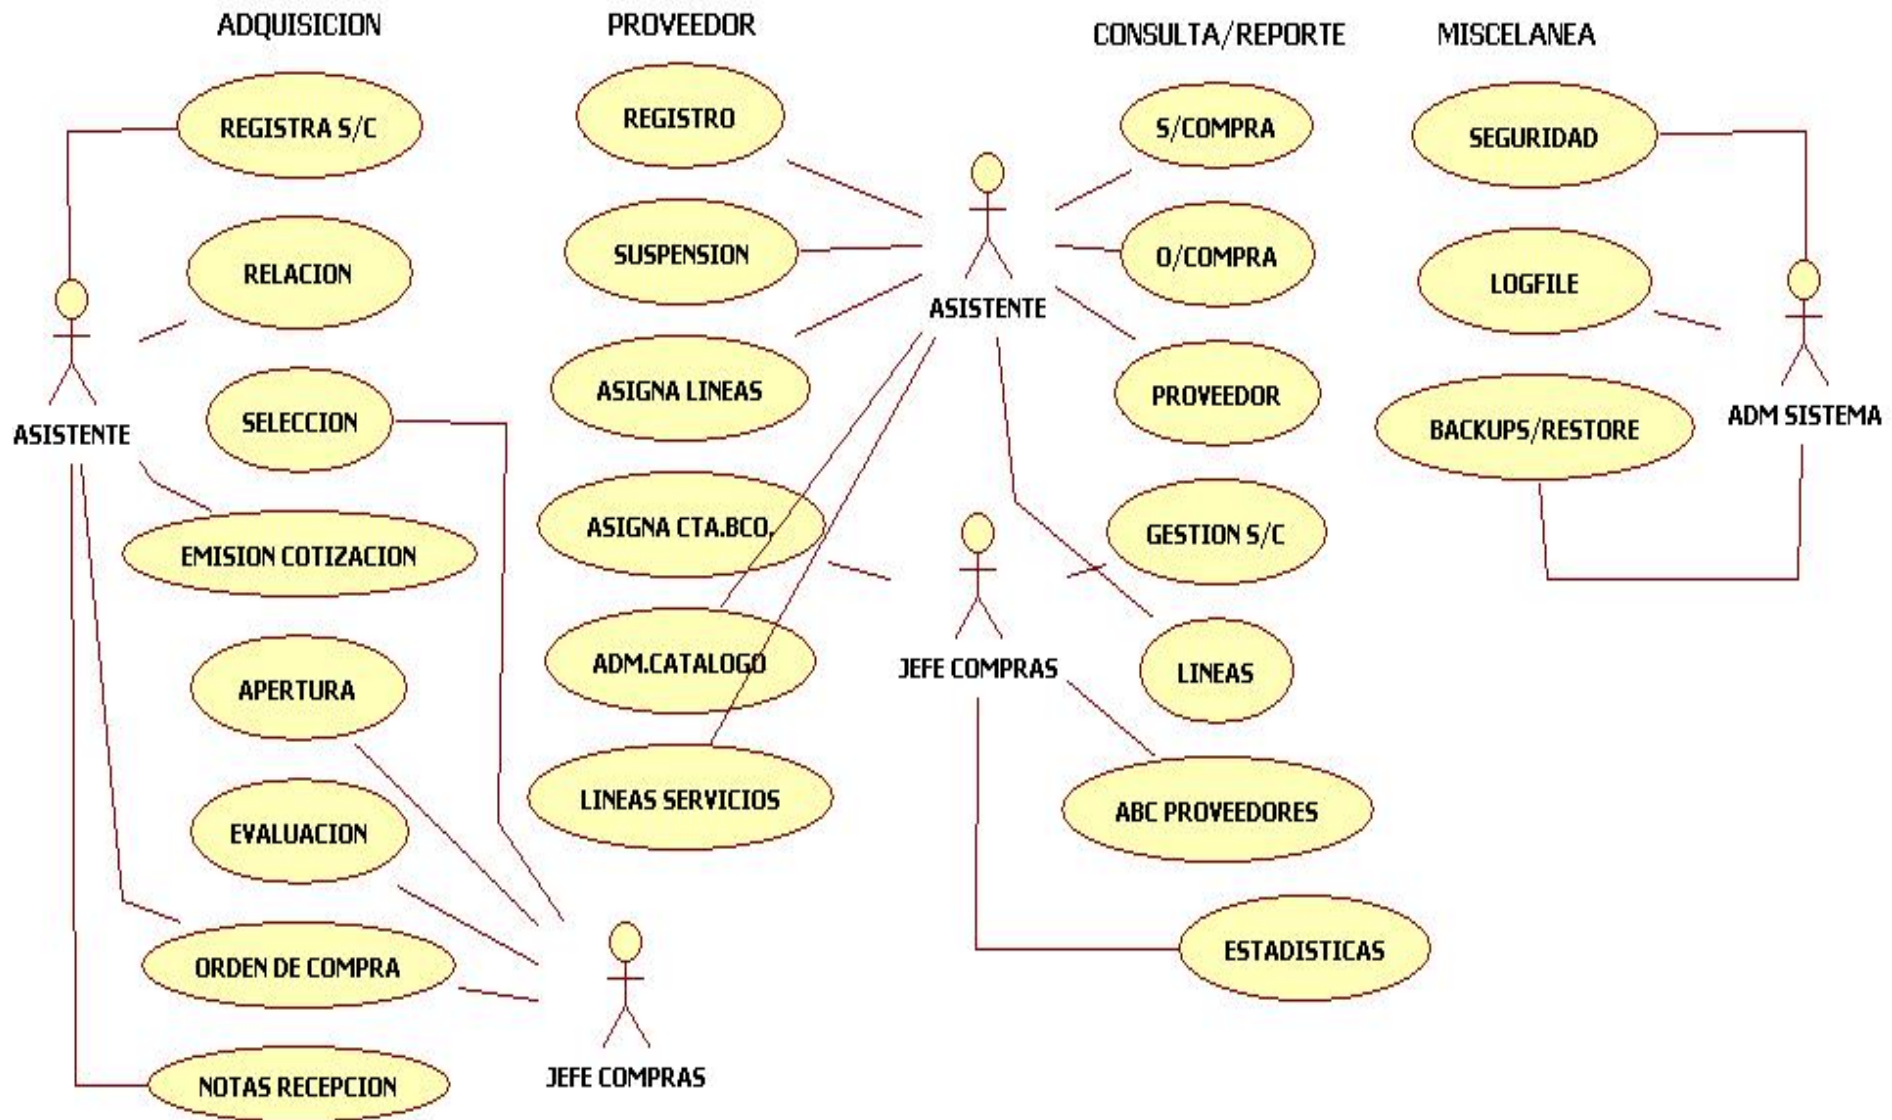 ADQUISICION
PROVEEDOR
CONSULTA/REPORTE
MISCELANEA
REGISTRA S/C
RELACION
SELECCION
EMISION COTIZACION
APERTURA
EVALUACION
ORDEN DE COMPRA
NOTAS RECEPCION
ASISTENTE
JEFE COMPRAS
REGISTRO
SUSPENSION
ASIGNA LINEAS
ASIGNA CTA.BCO.
ADM.CATALOGO
LINEAS SERVICIOS
ASISTENTE
JEFE COMPRAS
S/COMPRA
O/COMPRA
PROVEEDOR
GESTION S/C
LINEAS
ABC PROVEEDORES
ESTADISTICAS
SEGURIDAD
LOGFILE
BACKUPS/RESTORE
ADM SISTEMA